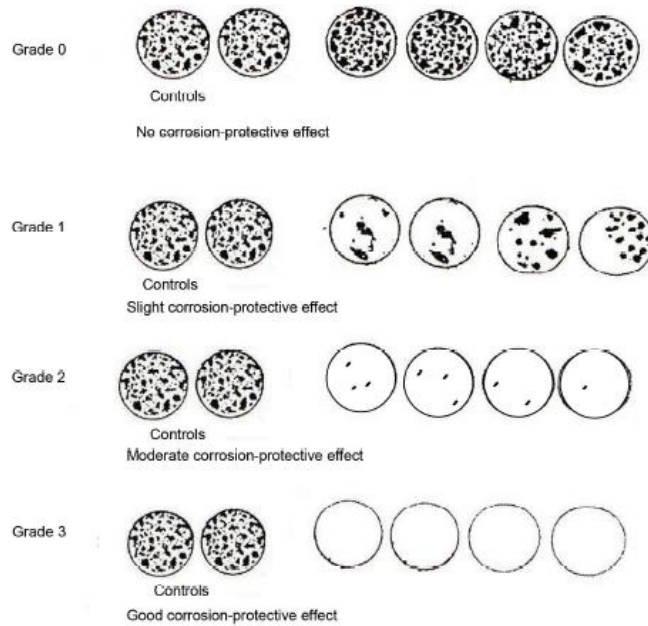 Grade 0
Controls
No corrosion-protective effect
Grade 1
Controls
Slight corrosion-protective effect
Grade 2
Controls
Moderate corrosion-protective effect
Grade 3
Controls
Good corrosion-protective effect